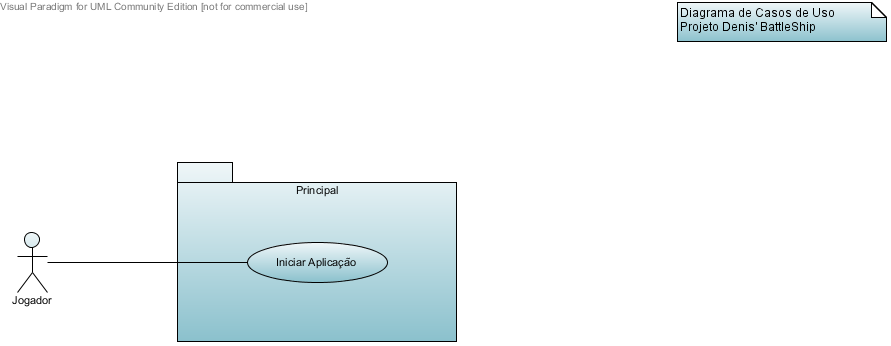 Visual Paradigm for UML Community Edition [not for commercial use]
Diagrama de Casos de Uso
Projeto Denis' BattleShip
Principal
Iniciar Aplicação
Jogador